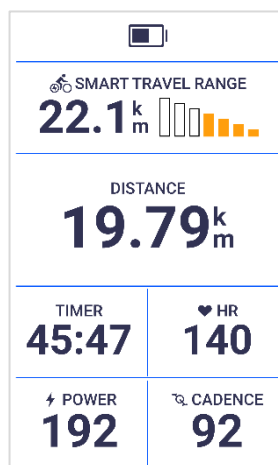 SMART TRAVEL RANGE
22.1 km
DISTANCE
19.79 km
TIMER
45:47
HR
140
POWER
192
CADENCE
92